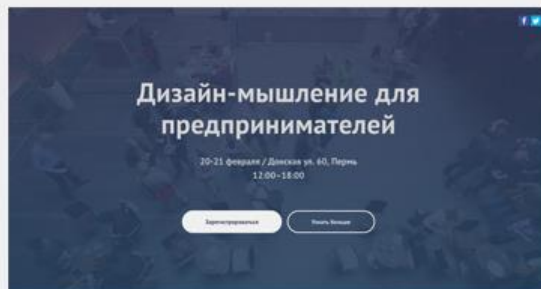 Дизайн-мышление для
предпринимателей
20-21 февраля / Донская ул. 60, Пермь
12:00–18:00
Зарегистрироваться
Узнать больше